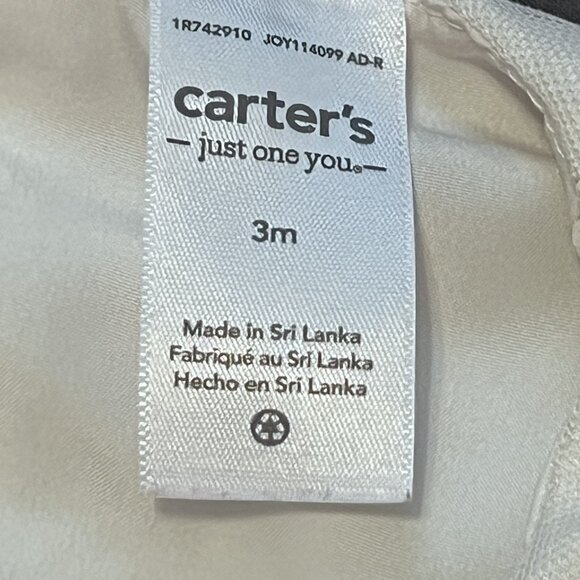 1R742910 JOY114099 AD-R
carter's
— just one you®—
3m
Made in Sri Lanka
Fabriqué au Sri Lanka
Hecho en Sri Lanka